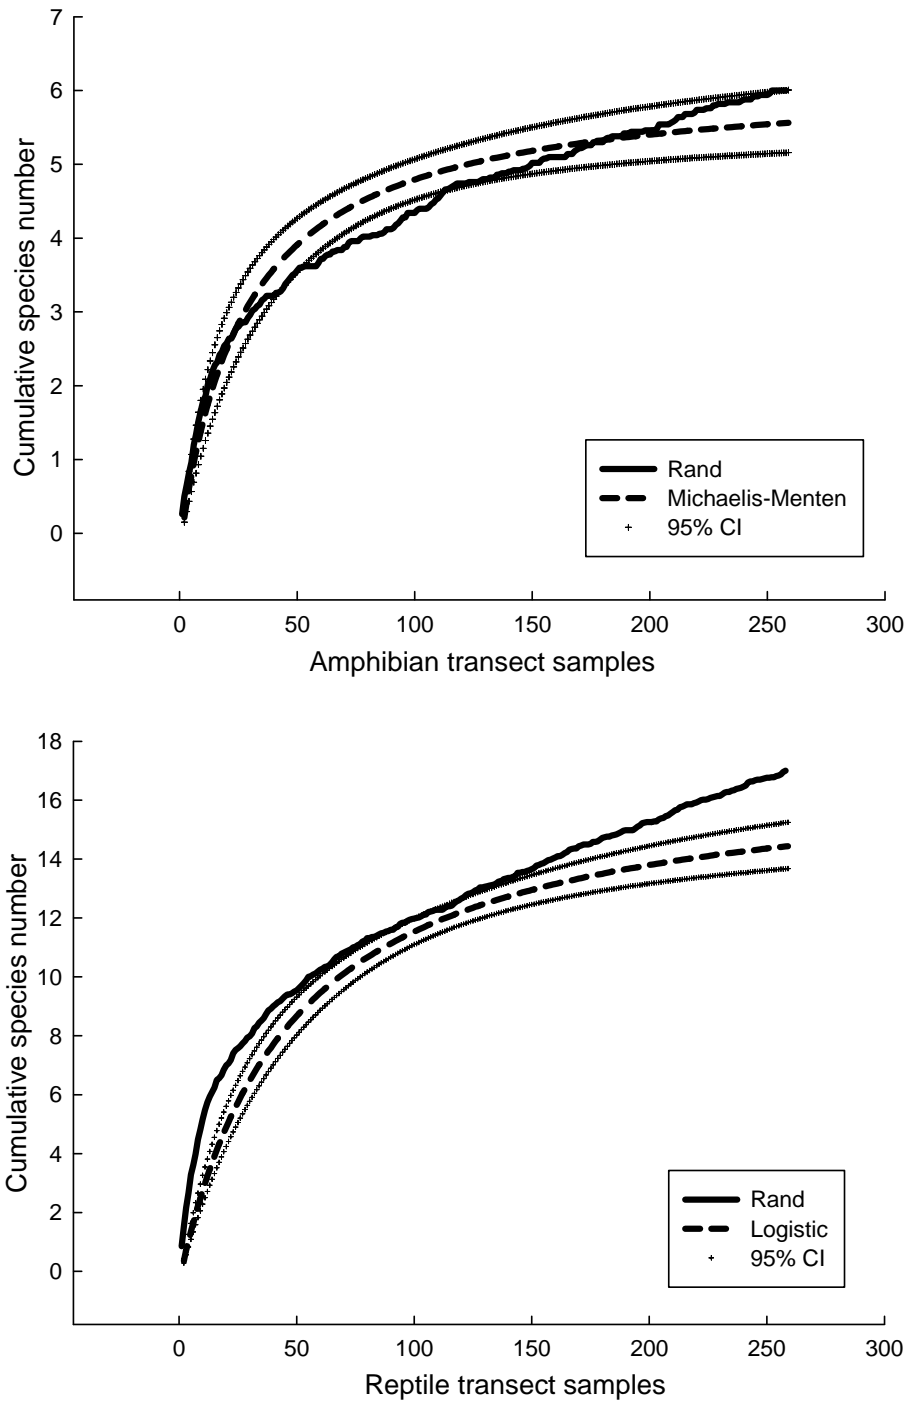 7
6
5
4
3
2
1
0
Cumulative species number
Rand
Michaelis-Menten
95% CI
0 50 100 150 200 250 300
Amphibian transect samples
18
16
14
12
10
8
6
4
2
0
Cumulative species number
Rand
Logistic
95% CI
0 50 100 150 200 250 300
Reptile transect samples